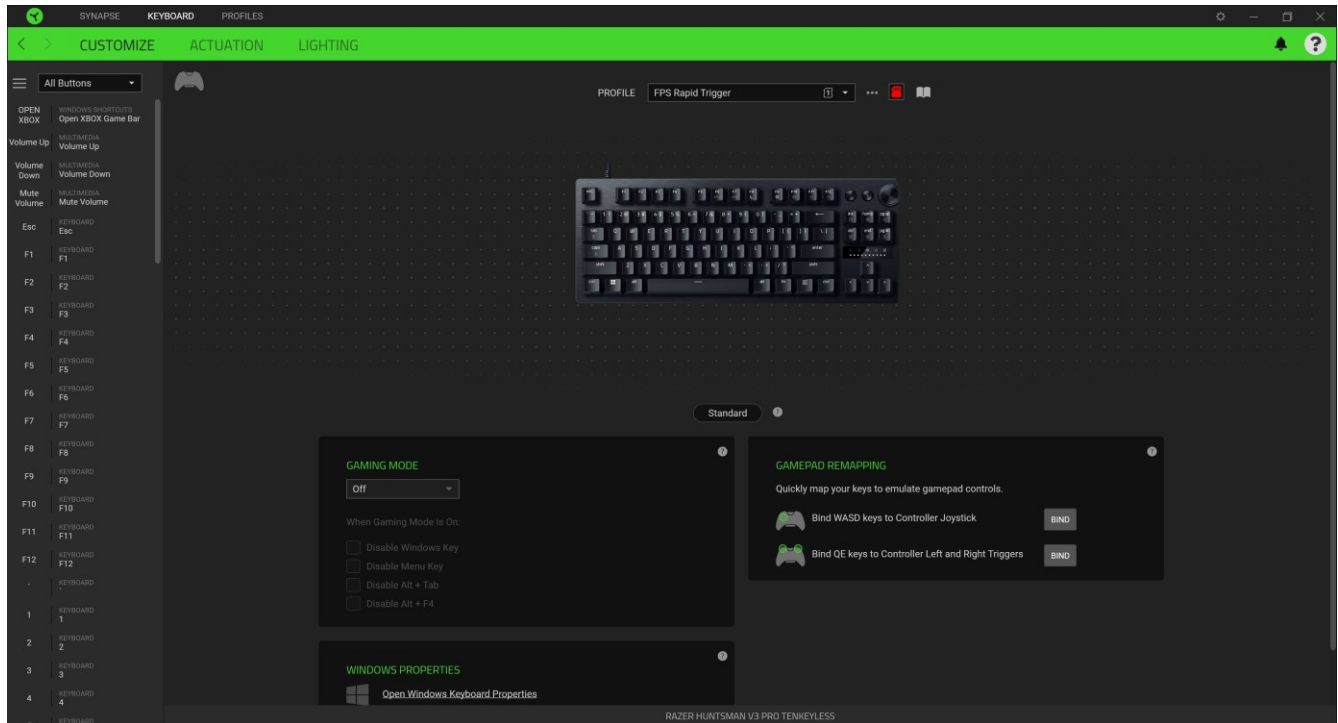 SYNAPSE KEYBOARD PROFILES
CUSTOMIZE ACTUATION LIGHTING
All Buttons
PROFILE FPS Rapid Trigger 1
OPEN XBOX
WINDOWS SHORTCUTS
Open XBOX Game Bar
Volume Up
MULTIMEDIA
Volume Up
Volume Down
MULTIMEDIA
Volume Down
Mute Volume
MULTIMEDIA
Mute Volume
Esc
KEYBOARD
Esc
F1
KEYBOARD
F1
F2
KEYBOARD
F2
F3
KEYBOARD
F3
F4
KEYBOARD
F4
F5
KEYBOARD
F5
F6
KEYBOARD
F6
F7
KEYBOARD
F7
F8
KEYBOARD
F8
F9
KEYBOARD
F9
F10
KEYBOARD
F10
F11
KEYBOARD
F11
F12
KEYBOARD
F12
KEYBOARD
1
KEYBOARD
1
2
KEYBOARD
2
3
KEYBOARD
3
4
KEYBOARD
4
KEYBOARD
Standard
GAMING MODE
Off
When Gaming Mode is On:
Disable Windows Key
Disable Menu Key
Disable Alt + Tab
Disable Alt + F4
GAMEPAD REMAPPING
Quickly map your keys to emulate gamepad controls.
Bind WASD keys to Controller Joystick BIND
Bind QE keys to Controller Left and Right Triggers BIND
WINDOWS PROPERTIES
Open Windows Keyboard Properties
RAZER HUNTSMAN V3 PRO TENKEYLESS